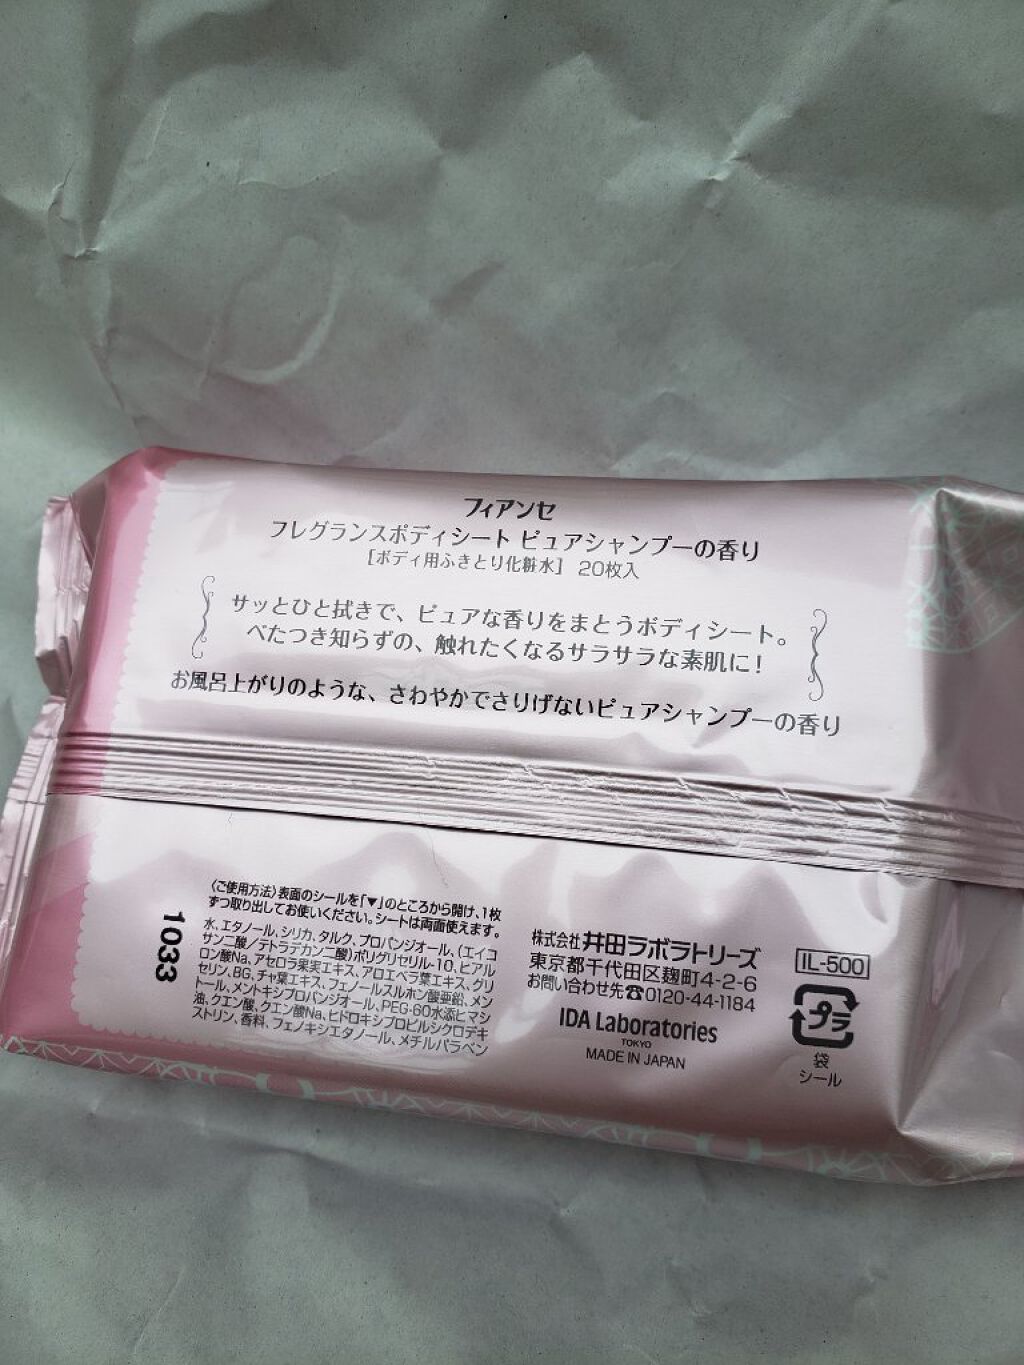 フィアンセ
フレグランスボディシート ピュアシャンプーの香り
［ボディ用ふきとり化粧水］ 20枚入
サッとひと拭きで、ピュアな香りをまとうボディシート。
べたつき知らずの、触れたくなるサラサラな素肌に！
お風呂上がりのような、さわやかでさりげないピュアシャンプーの香り
〈ご使用方法〉表面のシールを「▼」のところから開け、1枚
ずつ取り出してお使いください。シートは両面使えます。
水、エタノール、シリカ、タルク、プロパンジオール、（エイコ
サン二酸／テトラデカン二酸）ポリグリセリル-10、ヒアル
ロン酸Na、アセロラ果実エキス、アロエベラ葉エキス、グリ
セリン、BG、チャ葉エキス、フェノールスルホン酸亜鉛、メン
トール、メントキシプロパンジオール、PEG-60水添ヒマシ
油、クエン酸、クエン酸Na、ヒドロキシプロピルシクロデキ
ストリン、香料、フェノキシエタノール、メチルパラベン
1033
株式会社 井田ラボラトリーズ
東京都千代田区麹町4-2-6
お問い合わせ先☎0120-44-1184
IDA Laboratories
TOKYO
MADE IN JAPAN
IL-500
プラ
袋
シール